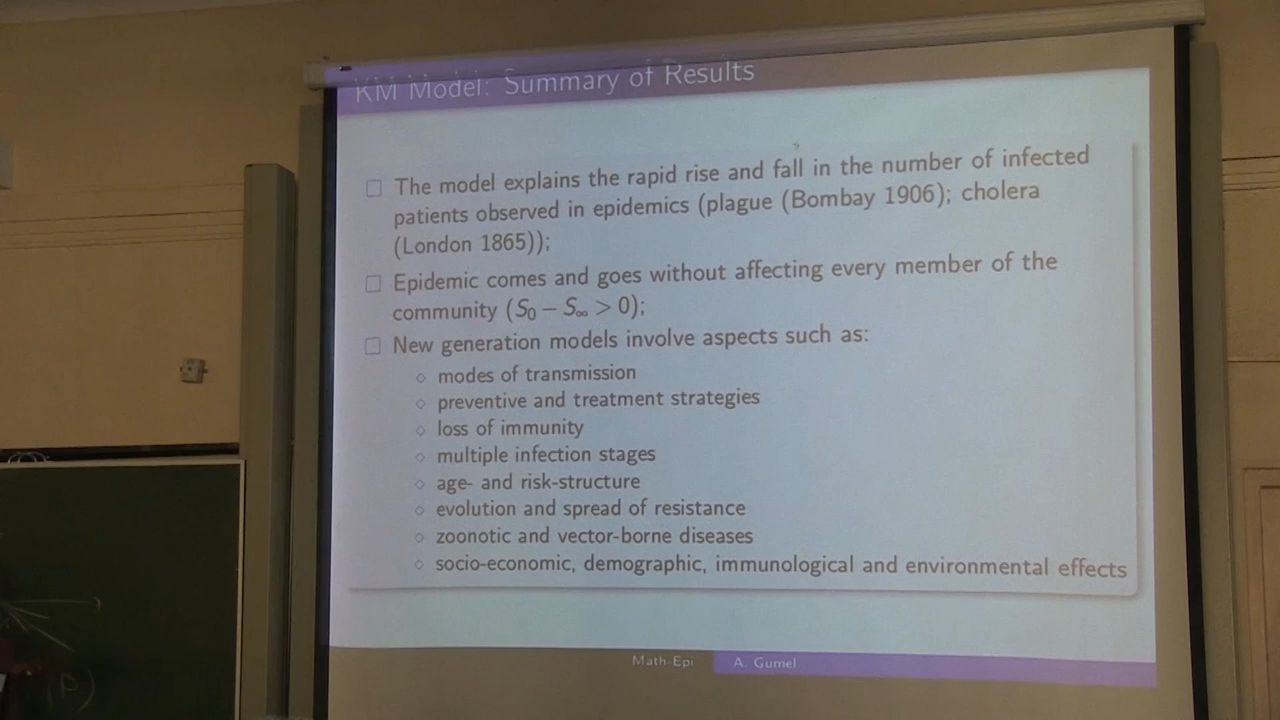 KM Model: Summary of Results
The model explains the rapid rise and fall in the number of infected
patients observed in epidemics (plague (Bombay 1906); cholera
(London 1865));
Epidemic comes and goes without affecting every member of the
community (S₀ − S∞ > 0);
New generation models involve aspects such as:
modes of transmission
preventive and treatment strategies
loss of immunity
multiple infection stages
age- and risk-structure
evolution and spread of resistance
zoonotic and vector-borne diseases
socio-economic, demographic, immunological and environmental effects
Math-Epi
A. Gumel